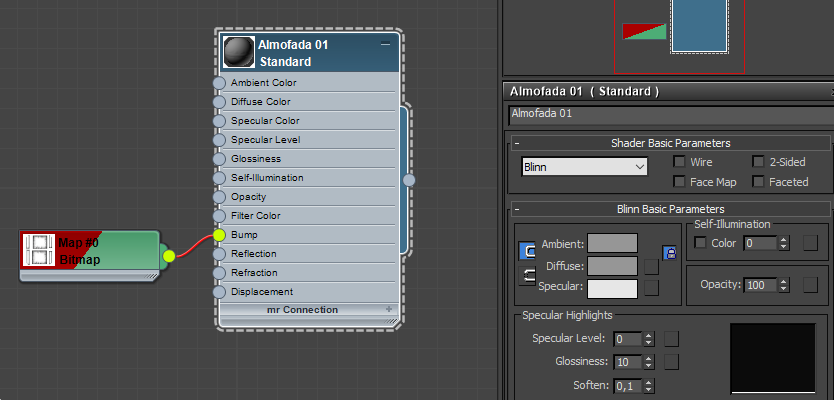 Almofada 01
Standard
Ambient Color
Diffuse Color
Specular Color
Specular Level
Glossiness
Self-Illumination
Opacity
Filter Color
Bump
Reflection
Refraction
Displacement
mr Connection +
Map #0
Bitmap
Almofada 01 ( Standard )
Almofada 01
- Shader Basic Parameters
Blinn
Wire
2-Sided
Face Map
Faceted
- Blinn Basic Parameters
Ambient:
Diffuse:
Specular:
Self-Illumination
Color 0
Opacity: 100
Specular Highlights
Specular Level: 0
Glossiness: 10
Soften: 0,1